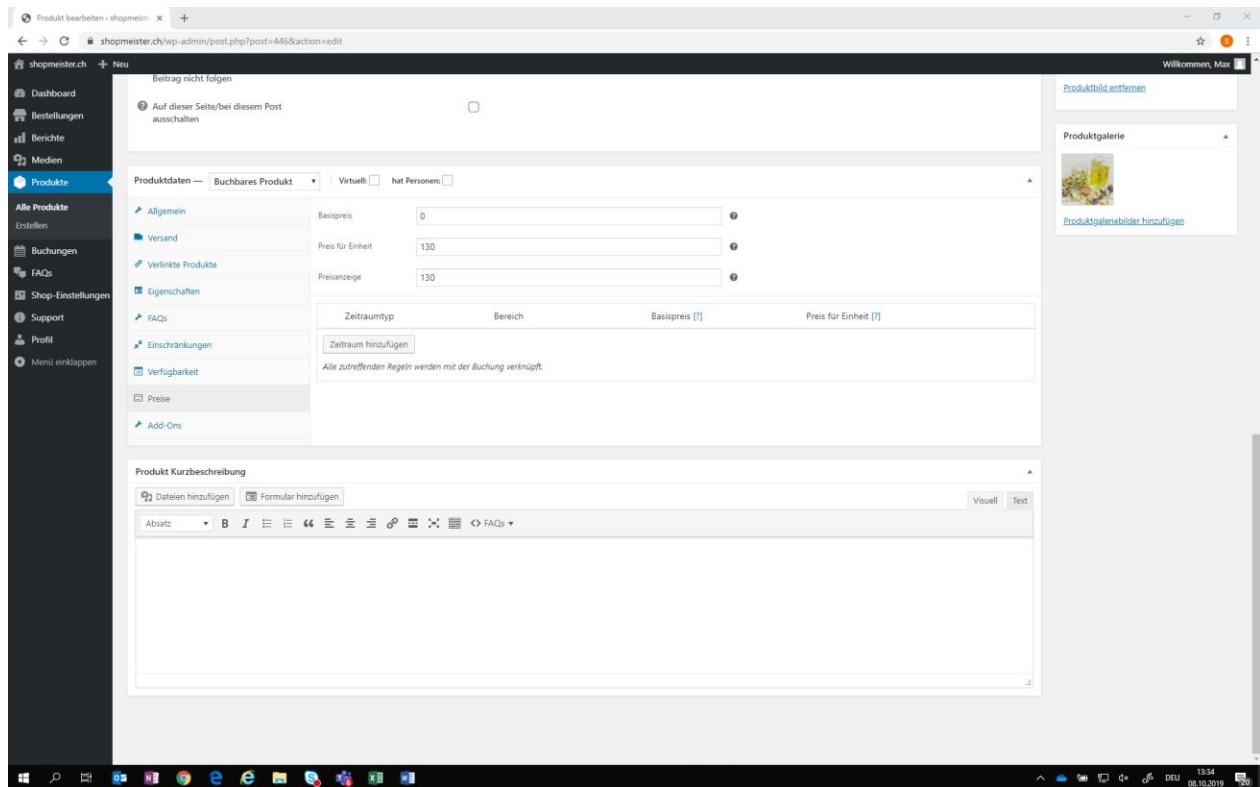 Produkt bearbeiten ‹ shopmeist
shopmeister.ch/wp-admin/post.php?post=446&action=edit
S
shopmeister.ch
Neu
Willkommen, Max
Dashboard
Bestellungen
Berichte
Medien
Produkte
Alle Produkte
Erstellen
Buchungen
FAQs
Shop-Einstellungen
Support
Profil
Menü einklappen
Beitrag nicht folgen
Auf dieser Seite/bei diesem Post
ausschalten
Produktdaten — Buchbares Produkt Virtuell: hat Personen:
Allgemein
Versand
Verlinkte Produkte
Eigenschaften
FAQs
Einschränkungen
Verfügbarkeit
Preise
Add-Ons
Basispreis 0
Preis für Einheit 130
Preisanzeige 130
Zeitraumtyp Bereich Basispreis [?] Preis für Einheit [?]
Zeitraum hinzufügen
Alle zutreffenden Regeln werden mit der Buchung verknüpft.
Produkt Kurzbeschreibung
Dateien hinzufügen Formular hinzufügen
Visuell Text
Absatz B I FAQs
Produktbild entfernen
Produktgalerie
Produktgaleriebilder hinzufügen
DEU
13:34
08.10.2019